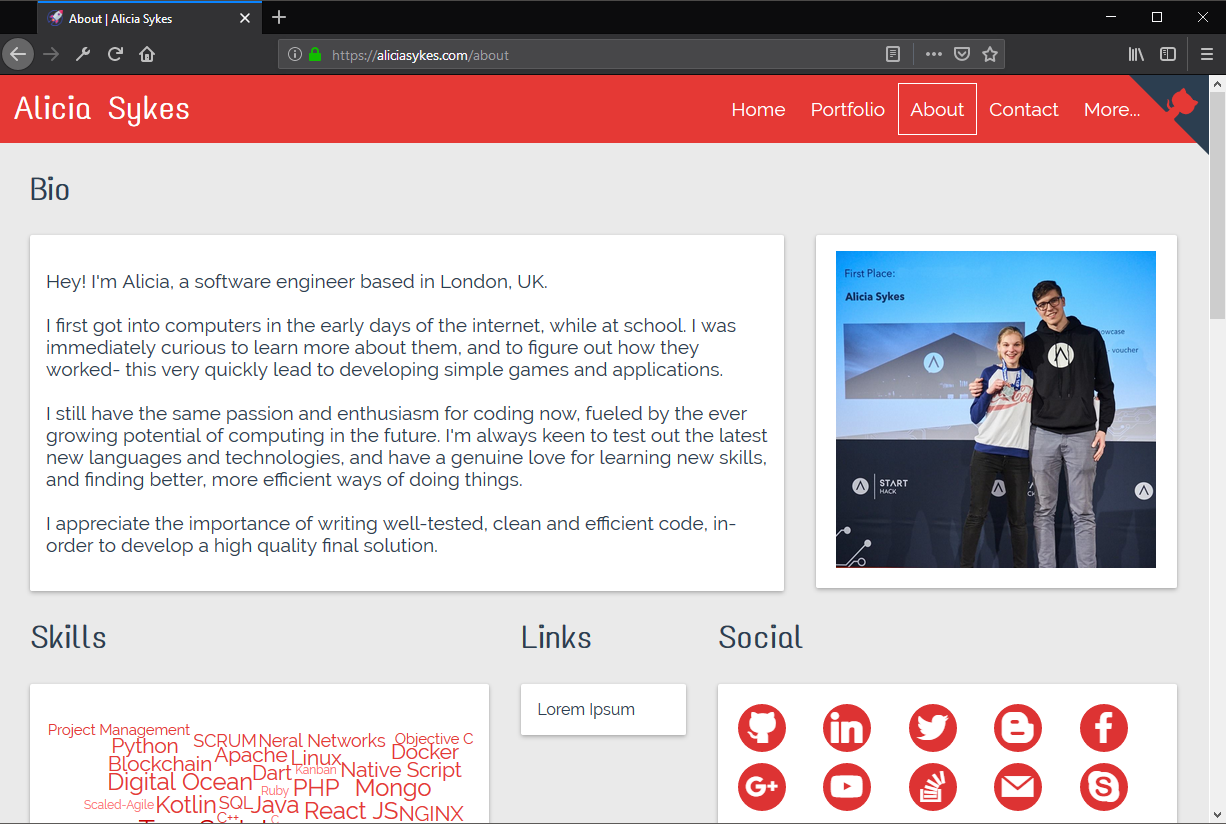 About | Alicia Sykes
https://aliciasykes.com/about
Alicia Sykes
Home
Portfolio
About
Contact
More...
Bio
Hey! I'm Alicia, a software engineer based in London, UK.
I first got into computers in the early days of the internet, while at school. I was
immediately curious to learn more about them, and to figure out how they
worked- this very quickly lead to developing simple games and applications.
I still have the same passion and enthusiasm for coding now, fueled by the ever
growing potential of computing in the future. I'm always keen to test out the latest
new languages and technologies, and have a genuine love for learning new skills,
and finding better, more efficient ways of doing things.
I appreciate the importance of writing well-tested, clean and efficient code, in-
order to develop a high quality final solution.
First Place:
Alicia Sykes
- voucher
START
HACK
Skills
Project Management
Python
SCRUM
Neral Networks
Objective C
Blockchain
Apache
Linux
Docker
Digital Ocean
Dart
Kanban
Native Script
Ruby
PHP
Mongo
Scaled-Agile
Kotlin
SQL
Java
React JS
NGINX
C++
C
Links
Lorem Ipsum
Social
G+